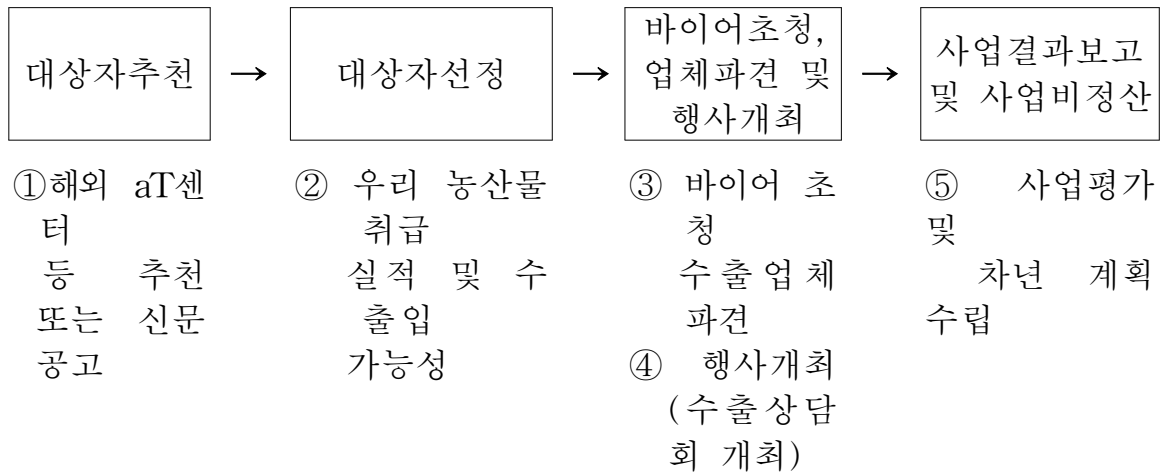 대상자추천
→
대상자선정
→
바이어초청,
업체파견 및
행사개최
→
사업결과보고
및 사업비정산
①해외 aT센
터
등 추천
또는 신문
공고
② 우리 농산물
취급
실적 및 수
출입
가능성
③ 바이어 초
청
수출업체
파견
④ 행사개최
(수출상담
회 개최)
⑤ 사업평가
및
차년 계획
수립